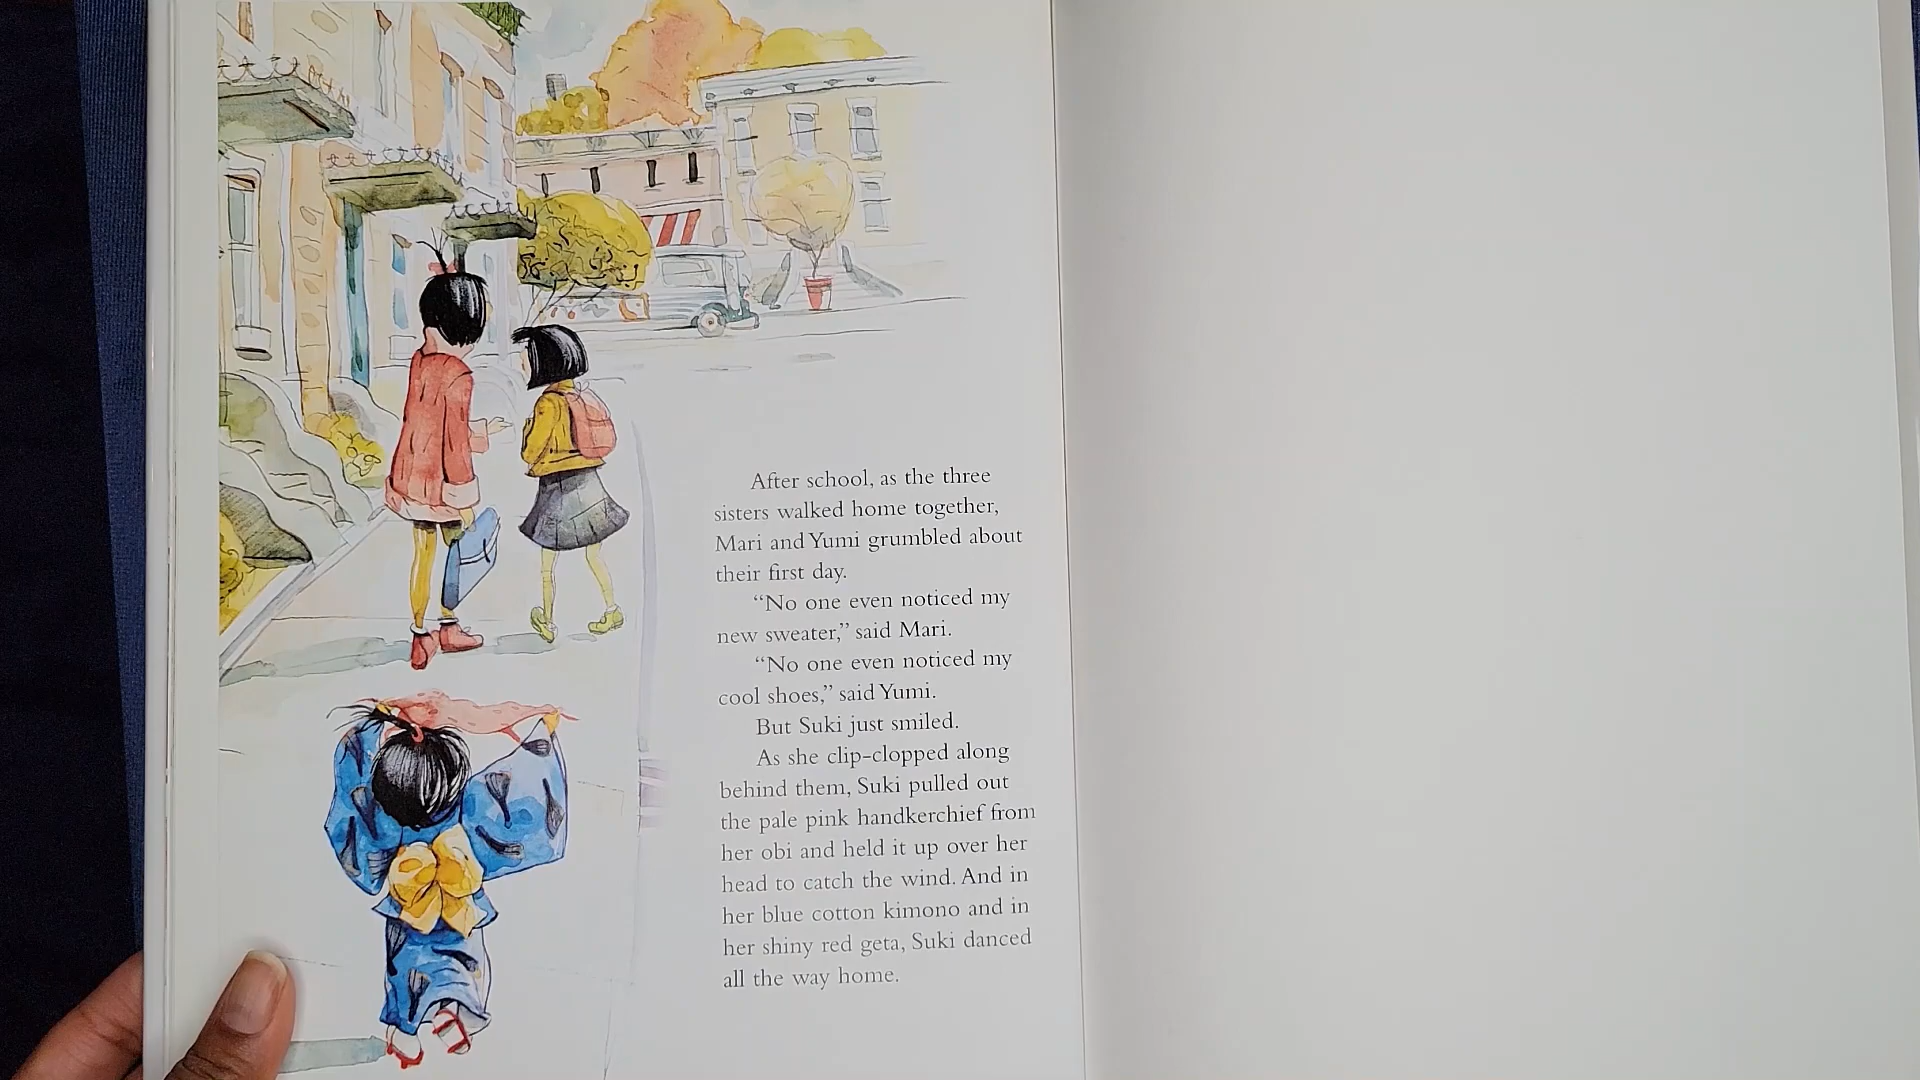 After school, as the three
sisters walked home together,
Mari and Yumi grumbled about
their first day.
“No one even noticed my
new sweater,” said Mari.
“No one even noticed my
cool shoes,” said Yumi.
But Suki just smiled.
As she clip-clopped along
behind them, Suki pulled out
the pale pink handkerchief from
her obi and held it up over her
head to catch the wind. And in
her blue cotton kimono and in
her shiny red geta, Suki danced
all the way home.